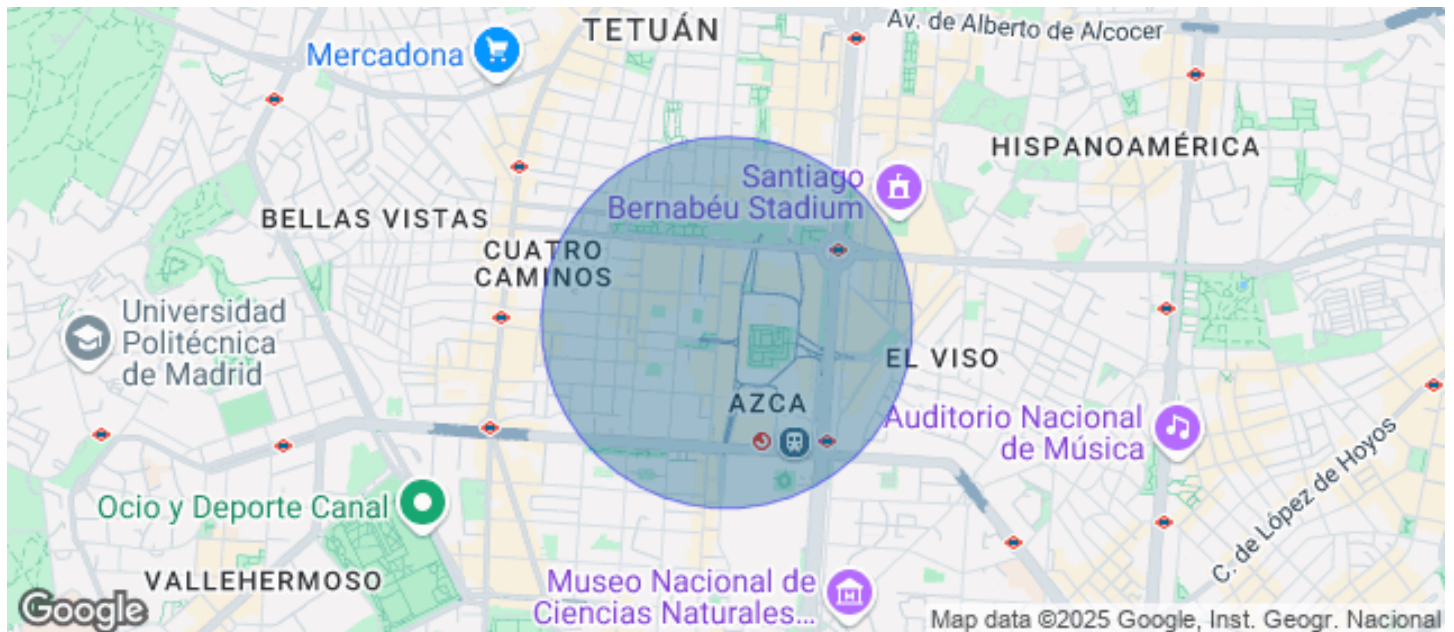 TETUÁN
Av. de Alberto de Alcocer
Mercadona
HISPANOAMÉRICA
Santiago
Bernabéu Stadium
BELLAS VISTAS
CUATRO
CAMINOS
Universidad
Politécnica
de Madrid
EL VISO
AZCA
Auditorio Nacional
de Música
C. de López de Hoyos
Ocio y Deporte Canal
VALLEHERMOSO
Museo Nacional de
Ciencias Naturales...
Google
Map data ©2025 Google, Inst. Geogr. Nacional